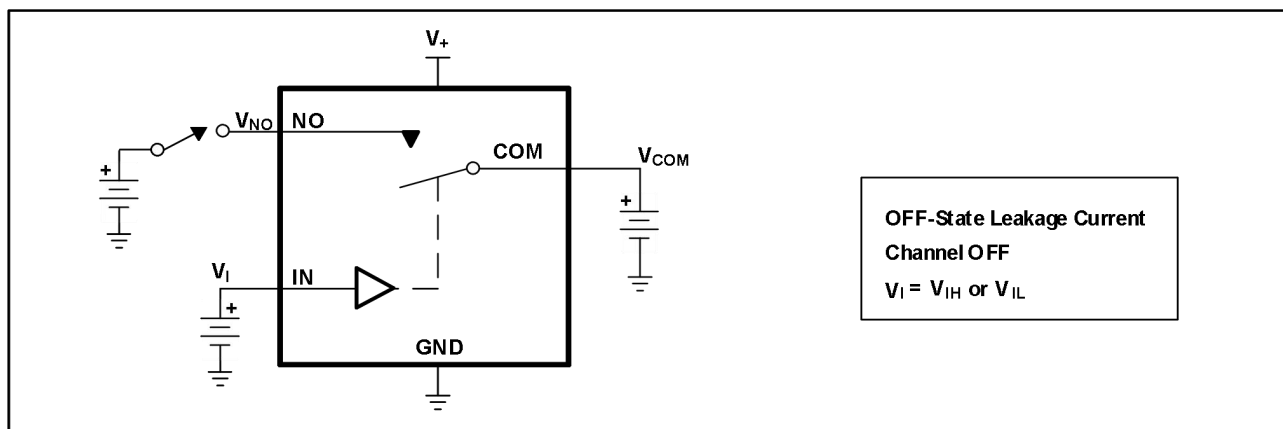 V+
VNO NO
COM VCOM
+
+
VI IN
+
GND
OFF-State Leakage Current
Channel OFF
VI = VIH or VIL